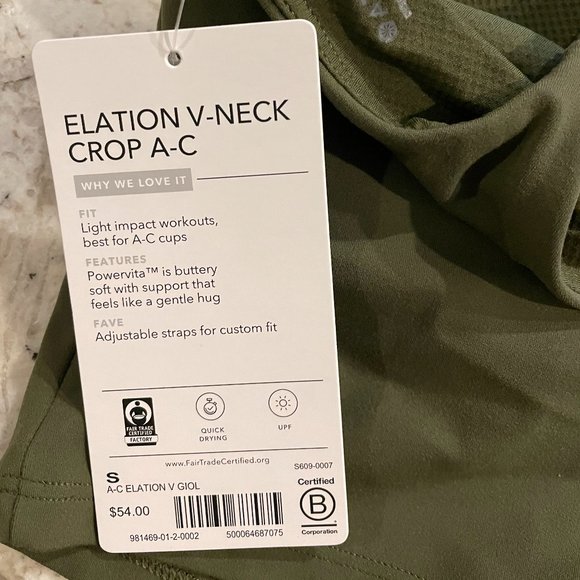 ELATION V-NECK
CROP A-C
WHY WE LOVE IT
FIT
Light impact workouts,
best for A-C cups
FEATURES
Powervita™ is buttery
soft with support that
feels like a gentle hug
FAVE
Adjustable straps for custom fit
FAIR TRADE
CERTIFIED
FACTORY
QUICK
DRYING
UPF
www.FairTradeCertified.org
S609-0007
S
A-C ELATION V GIOL
$54.00
981469-01-2-0002
500064687075
Certified
B
Corporation